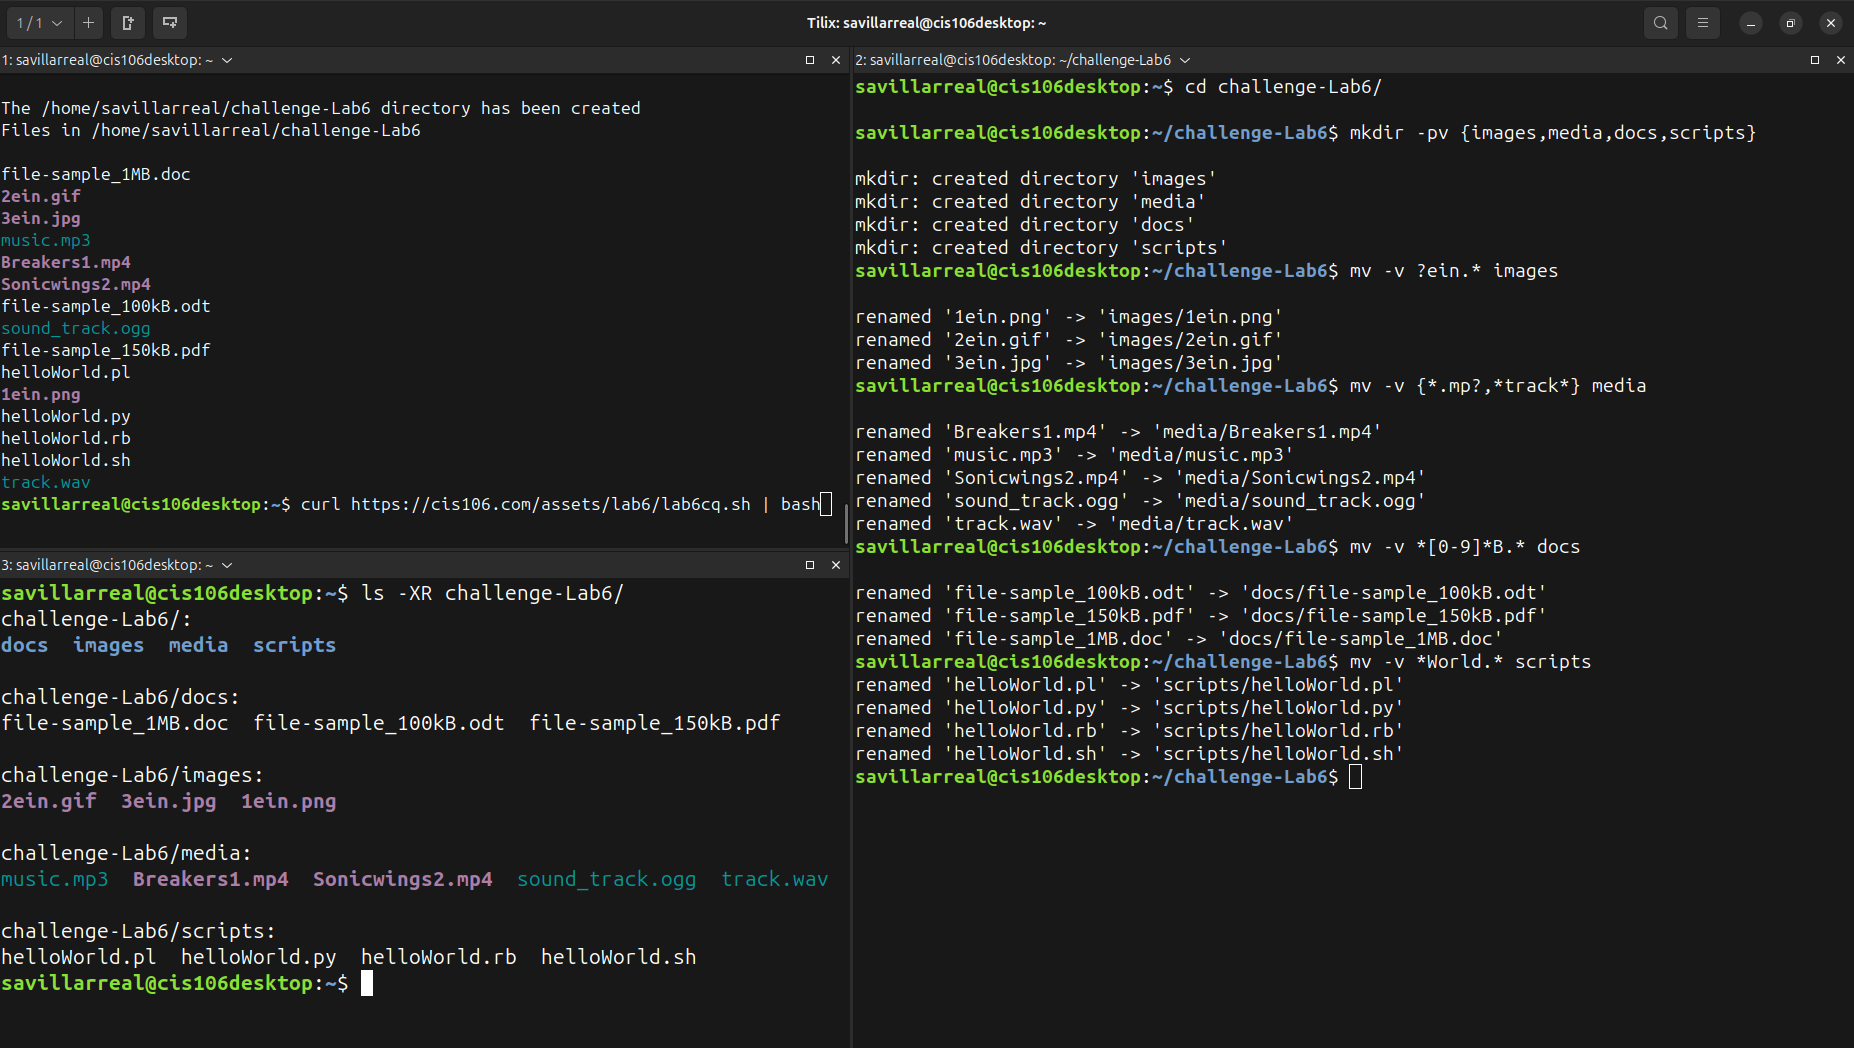 1 / 1
Tilix: savillarreal@cis106desktop: ~
1: savillarreal@cis106desktop: ~
The /home/savillarreal/challenge-Lab6 directory has been created
Files in /home/savillarreal/challenge-Lab6
file-sample_1MB.doc
2ein.gif
3ein.jpg
music.mp3
Breakers1.mp4
Sonicwings2.mp4
file-sample_100kB.odt
sound_track.ogg
file-sample_150kB.pdf
helloWorld.pl
1ein.png
helloWorld.py
helloWorld.rb
helloWorld.sh
track.wav
savillarreal@cis106desktop:~$ curl https://cis106.com/assets/lab6/lab6cq.sh | bash
3: savillarreal@cis106desktop: ~
savillarreal@cis106desktop:~$ ls -XR challenge-Lab6/
challenge-Lab6/:
docs  images  media  scripts
challenge-Lab6/docs:
file-sample_1MB.doc  file-sample_100kB.odt  file-sample_150kB.pdf
challenge-Lab6/images:
2ein.gif  3ein.jpg  1ein.png
challenge-Lab6/media:
music.mp3  Breakers1.mp4  Sonicwings2.mp4  sound_track.ogg  track.wav
challenge-Lab6/scripts:
helloWorld.pl  helloWorld.py  helloWorld.rb  helloWorld.sh
savillarreal@cis106desktop:~$
2: savillarreal@cis106desktop: ~/challenge-Lab6
savillarreal@cis106desktop:~$ cd challenge-Lab6/
savillarreal@cis106desktop:~/challenge-Lab6$ mkdir -pv {images,media,docs,scripts}
mkdir: created directory 'images'
mkdir: created directory 'media'
mkdir: created directory 'docs'
mkdir: created directory 'scripts'
savillarreal@cis106desktop:~/challenge-Lab6$ mv -v ?ein.* images
renamed '1ein.png' -> 'images/1ein.png'
renamed '2ein.gif' -> 'images/2ein.gif'
renamed '3ein.jpg' -> 'images/3ein.jpg'
savillarreal@cis106desktop:~/challenge-Lab6$ mv -v {*.mp?,*track*} media
renamed 'Breakers1.mp4' -> 'media/Breakers1.mp4'
renamed 'music.mp3' -> 'media/music.mp3'
renamed 'Sonicwings2.mp4' -> 'media/Sonicwings2.mp4'
renamed 'sound_track.ogg' -> 'media/sound_track.ogg'
renamed 'track.wav' -> 'media/track.wav'
savillarreal@cis106desktop:~/challenge-Lab6$ mv -v *[0-9]*B.* docs
renamed 'file-sample_100kB.odt' -> 'docs/file-sample_100kB.odt'
renamed 'file-sample_150kB.pdf' -> 'docs/file-sample_150kB.pdf'
renamed 'file-sample_1MB.doc' -> 'docs/file-sample_1MB.doc'
savillarreal@cis106desktop:~/challenge-Lab6$ mv -v *World.* scripts
renamed 'helloWorld.pl' -> 'scripts/helloWorld.pl'
renamed 'helloWorld.py' -> 'scripts/helloWorld.py'
renamed 'helloWorld.rb' -> 'scripts/helloWorld.rb'
renamed 'helloWorld.sh' -> 'scripts/helloWorld.sh'
savillarreal@cis106desktop:~/challenge-Lab6$